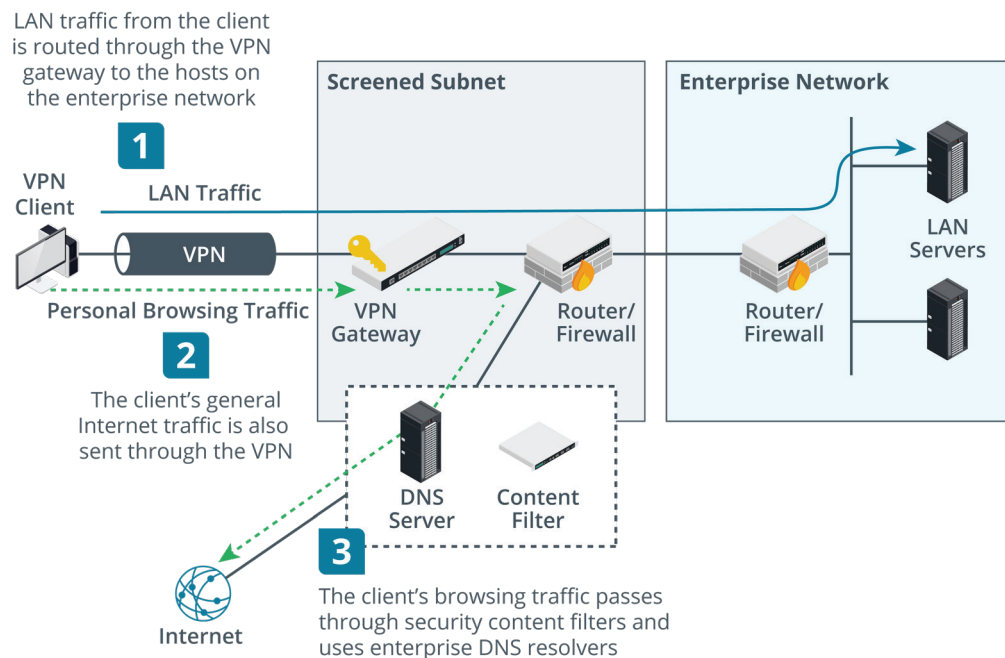 LAN traffic from the client
is routed through the VPN
gateway to the hosts on
the enterprise network
1
Screened Subnet
Enterprise Network
VPN
Client
LAN Traffic
VPN
LAN
Servers
Personal Browsing Traffic
VPN
Gateway
Router/
Firewall
Router/
Firewall
2
The client's general
Internet traffic is also
sent through the VPN
DNS
Server
Content
Filter
3
The client's browsing traffic passes
through security content filters and
uses enterprise DNS resolvers
Internet